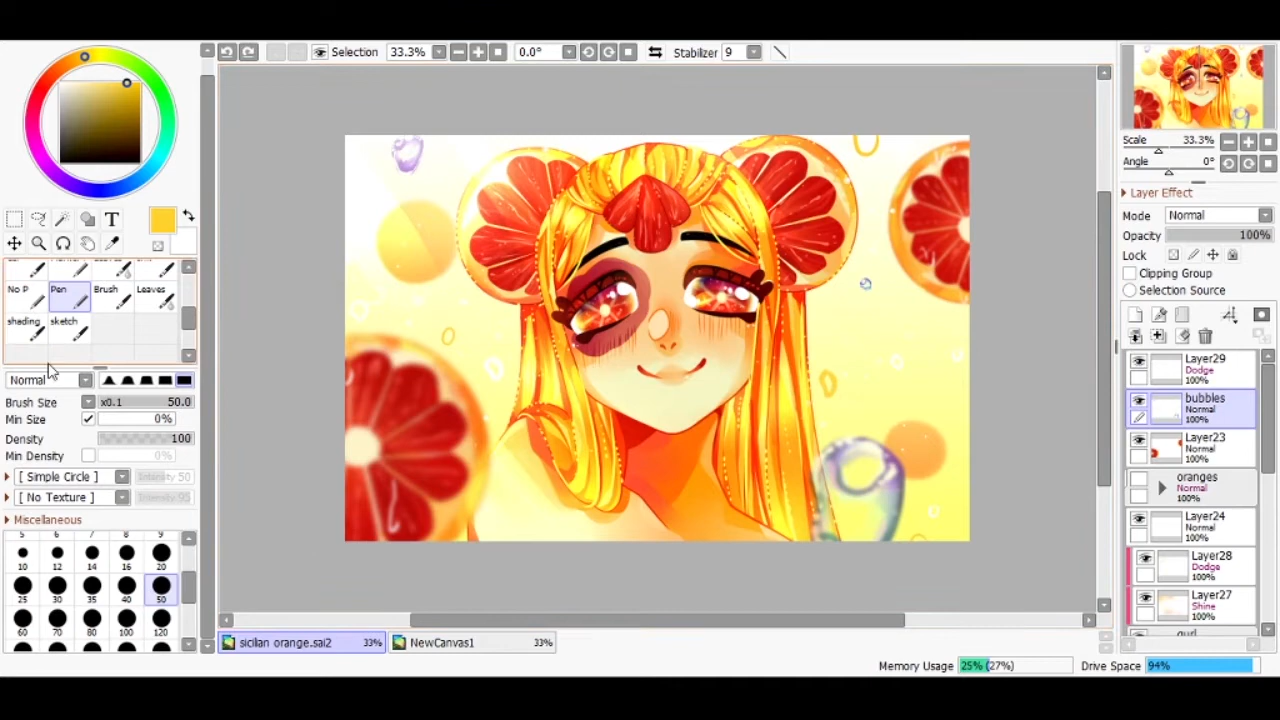 Selection 33.3% 0.0° Stabilizer 9
T
No P Pen Brush Leaves
shading sketch
Normal
Brush Size x0.1 50.0
Min Size 0%
Density 100
Min Density 0%
[ Simple Circle ] Intensity 50
[ No Texture ] Intensity 95
Miscellaneous
5 6 7 8 9
10 12 14 16 20
25 30 35 40 50
60 70 80 100 120
sicilian orange.sai2 33% NewCanvas1 33%
Memory Usage 25% (27%) Drive Space 94%
Scale 33.3%
Angle 0°
Layer Effect
Mode Normal
Opacity 100%
Lock
Clipping Group
Selection Source
Layer29
Dodge
100%
bubbles
Normal
100%
Layer23
Normal
100%
oranges
Normal
100%
Layer24
Normal
100%
Layer28
Dodge
100%
Layer27
Shine
100%